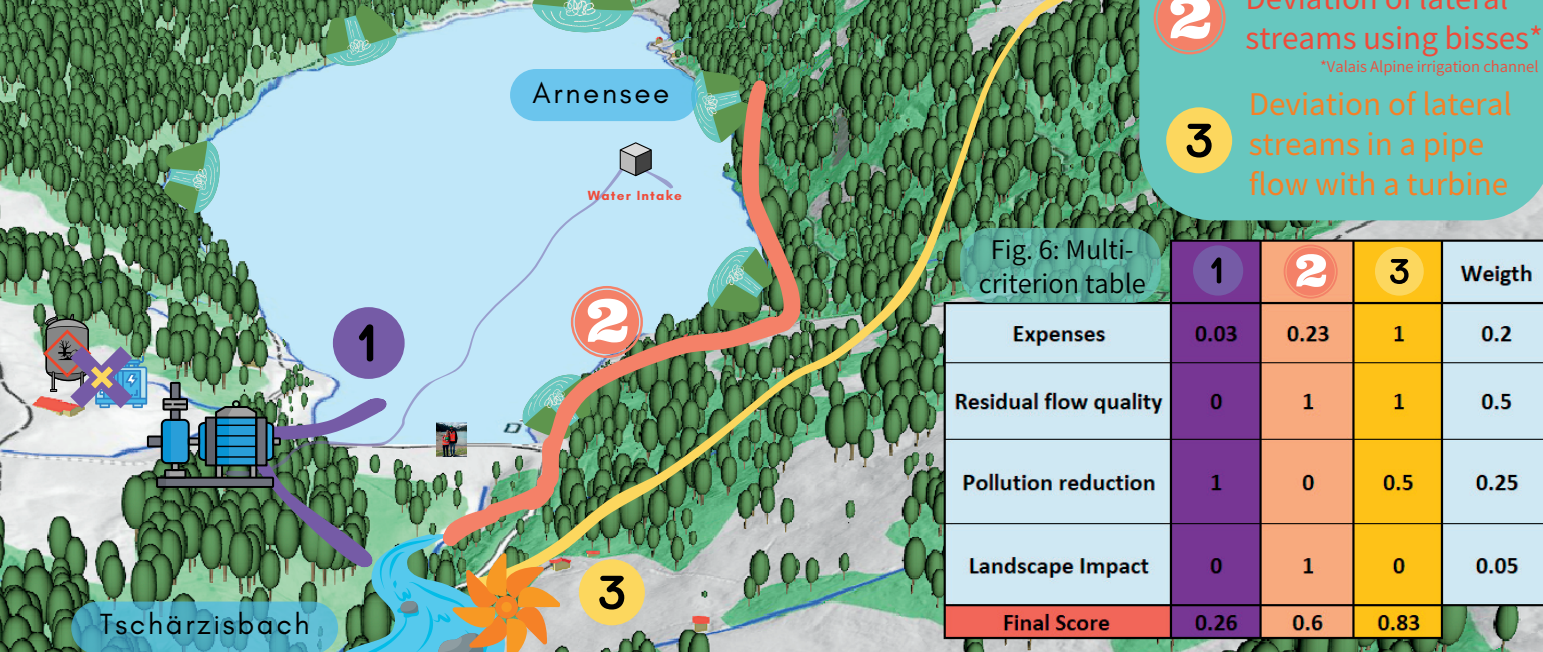 2
Deviation of lateral
streams using bisses*
*Valais Alpine irrigation channel
3
Deviation of lateral
streams in a pipe
flow with a turbine
Arnensee
Water Intake
1
2
3
Tschärzisbach
Fig. 6: Multi-
criterion table
1 2 3 Weigth
Expenses 0.03 0.23 1 0.2
Residual flow quality 0 1 1 0.5
Pollution reduction 1 0 0.5 0.25
Landscape Impact 0 1 0 0.05
Final Score 0.26 0.6 0.83